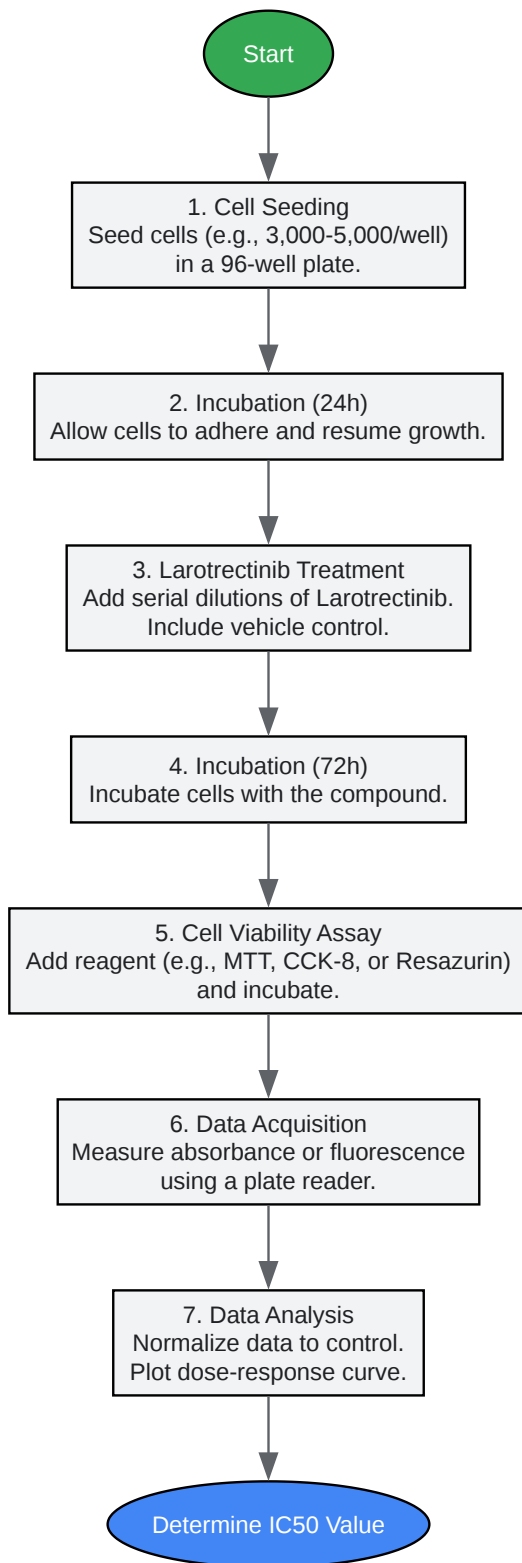 Start
1. Cell Seeding
Seed cells (e.g., 3,000-5,000/well)
in a 96-well plate.
2. Incubation (24h)
Allow cells to adhere and resume growth.
3. Larotrectinib Treatment
Add serial dilutions of Larotrectinib.
Include vehicle control.
4. Incubation (72h)
Incubate cells with the compound.
5. Cell Viability Assay
Add reagent (e.g., MTT, CCK-8, or Resazurin)
and incubate.
6. Data Acquisition
Measure absorbance or fluorescence
using a plate reader.
7. Data Analysis
Normalize data to control.
Plot dose-response curve.
Determine IC50 Value